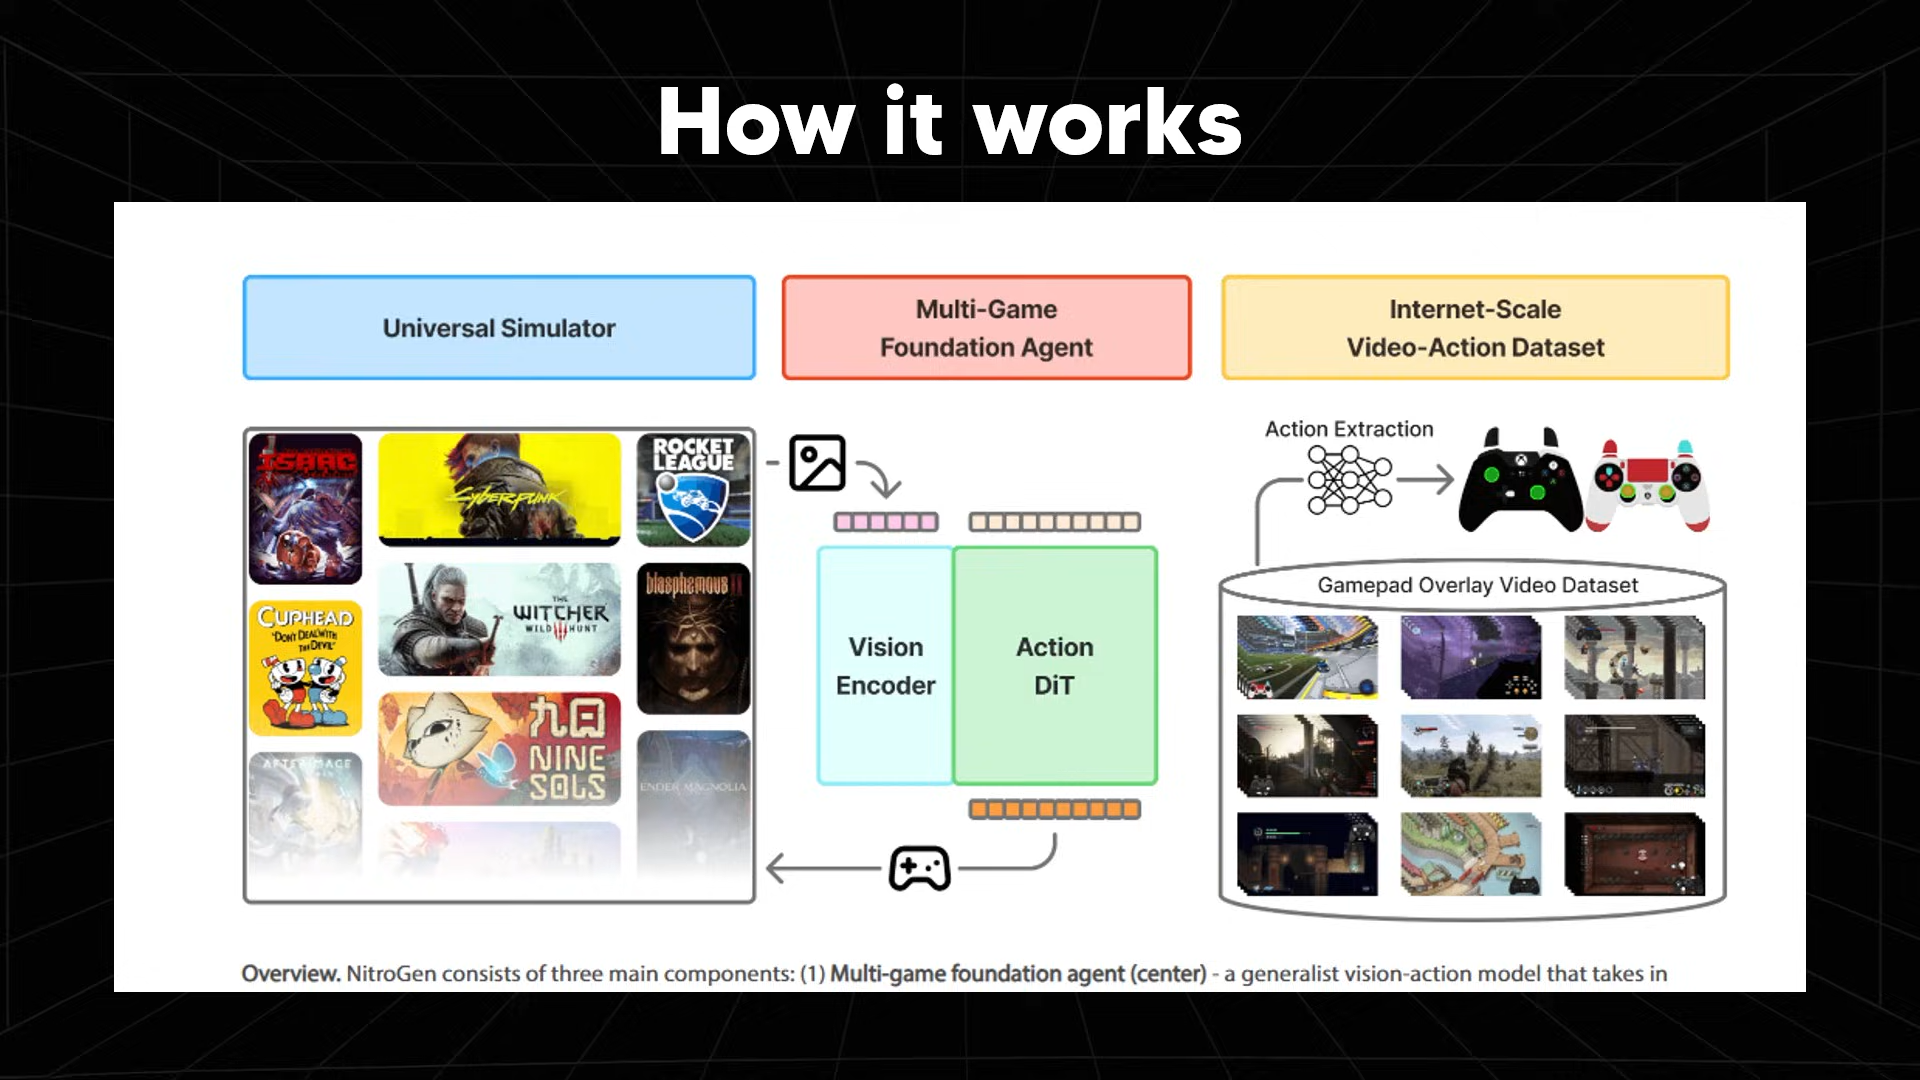 How it works
Universal Simulator
Multi-Game
Foundation Agent
Internet-Scale
Video-Action Dataset
ISAAC
Cyberpunk
ROCKET
LEAGUE
CUPHEAD
"DON'T DEAL WITH
THE DEVIL"
THE
WITCHER
WILD HUNT
blasphemous II
九日
NINE
SOLS
AFTERIMAGE
ENDER MAGNOLIA
Vision
Encoder
Action
DiT
Action Extraction
Gamepad Overlay Video Dataset
Overview. NitroGen consists of three main components: (1) Multi-game foundation agent (center) - a generalist vision-action model that takes in